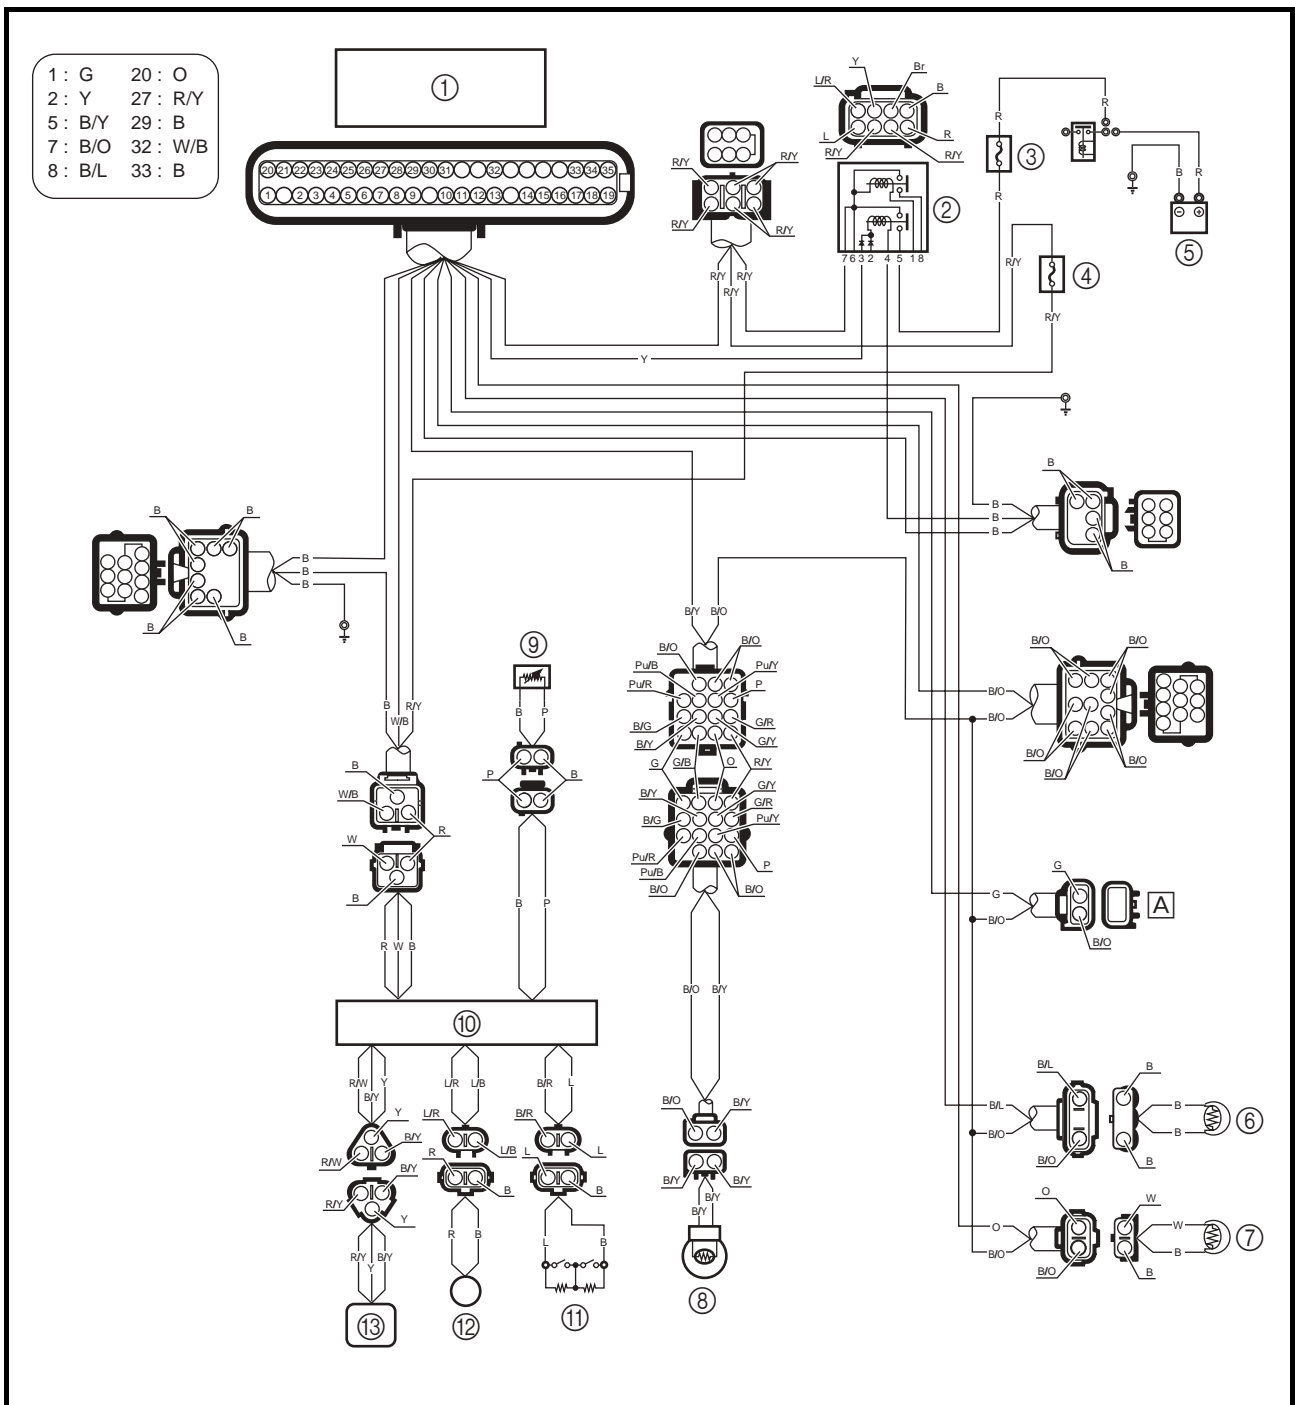 1 : G 20 : O
2 : Y 27 : R/Y
5 : B/Y 29 : B
7 : B/O 32 : W/B
8 : B/L 33 : B
①
20 21 22 23 24 25 26 27 28 29 30 31 32 33 34 35
1 2 3 4 5 6 7 8 9 10 11 12 13 14 15 16 17 18 19
R/Y R/Y
R/Y R/Y
R/Y R/Y R/Y
Y Br
L/R B
L R
R/Y R/Y
②
7 6 3 2 4 5 1 8
R R
③
R
B R
⑤
R/Y
④
R/Y
Y
B B
B
B
B
B B
B
B
B
B
B
B
⑨
B P
P B
B P
B/Y B/O
B/O B/O
Pu/B Pu/Y
Pu/R P
B/G G/R
B/Y G/Y
G G/B O R/Y
B/Y G/Y
B/G G/R
Pu/Y
Pu/R P
Pu/B
B/O B/O
B/O B/Y
B/O B/Y
B/Y B/Y
B/Y B/Y
⑧
B/O B/O
B/O
B/O
B/O B/O
B/O
B W/B R/Y
B
W/B
R
W
B
R W B
⑩
R/W B/Y Y
Y
R/W B/Y
B/Y
R/Y Y
R/Y Y B/Y
⑬
L/R L/B
L/R
L/B
R
B
R B
⑫
B/R L
B/R
L
L
B
L B
⑪
G
G
B/O
B/O
A
B/L B
B/L B
B/O B
B/O B
⑥
O W
O W
B/O B
B/O B
⑦